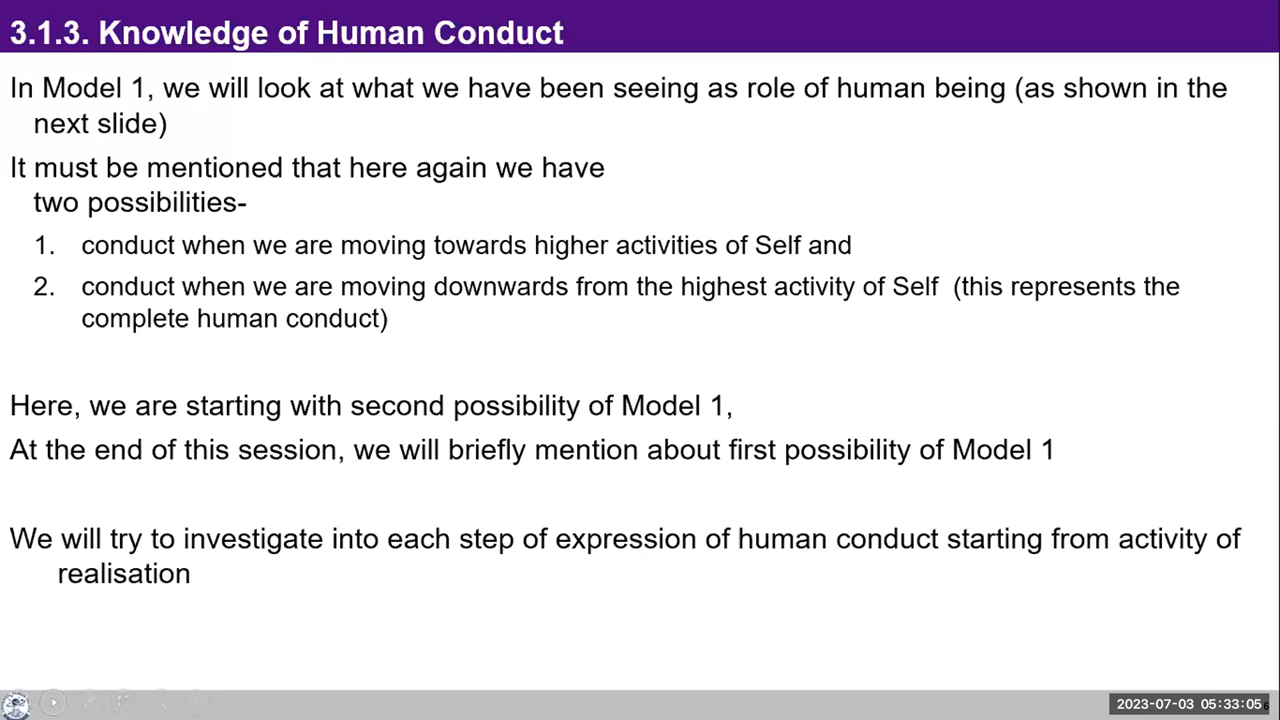 3.1.3. Knowledge of Human Conduct
In Model 1, we will look at what we have been seeing as role of human being (as shown in the
next slide)
It must be mentioned that here again we have
two possibilities-
1. conduct when we are moving towards higher activities of Self and
2. conduct when we are moving downwards from the highest activity of Self (this represents the
complete human conduct)
Here, we are starting with second possibility of Model 1,
At the end of this session, we will briefly mention about first possibility of Model 1
We will try to investigate into each step of expression of human conduct starting from activity of
realisation
2023-07-03 05:33:05